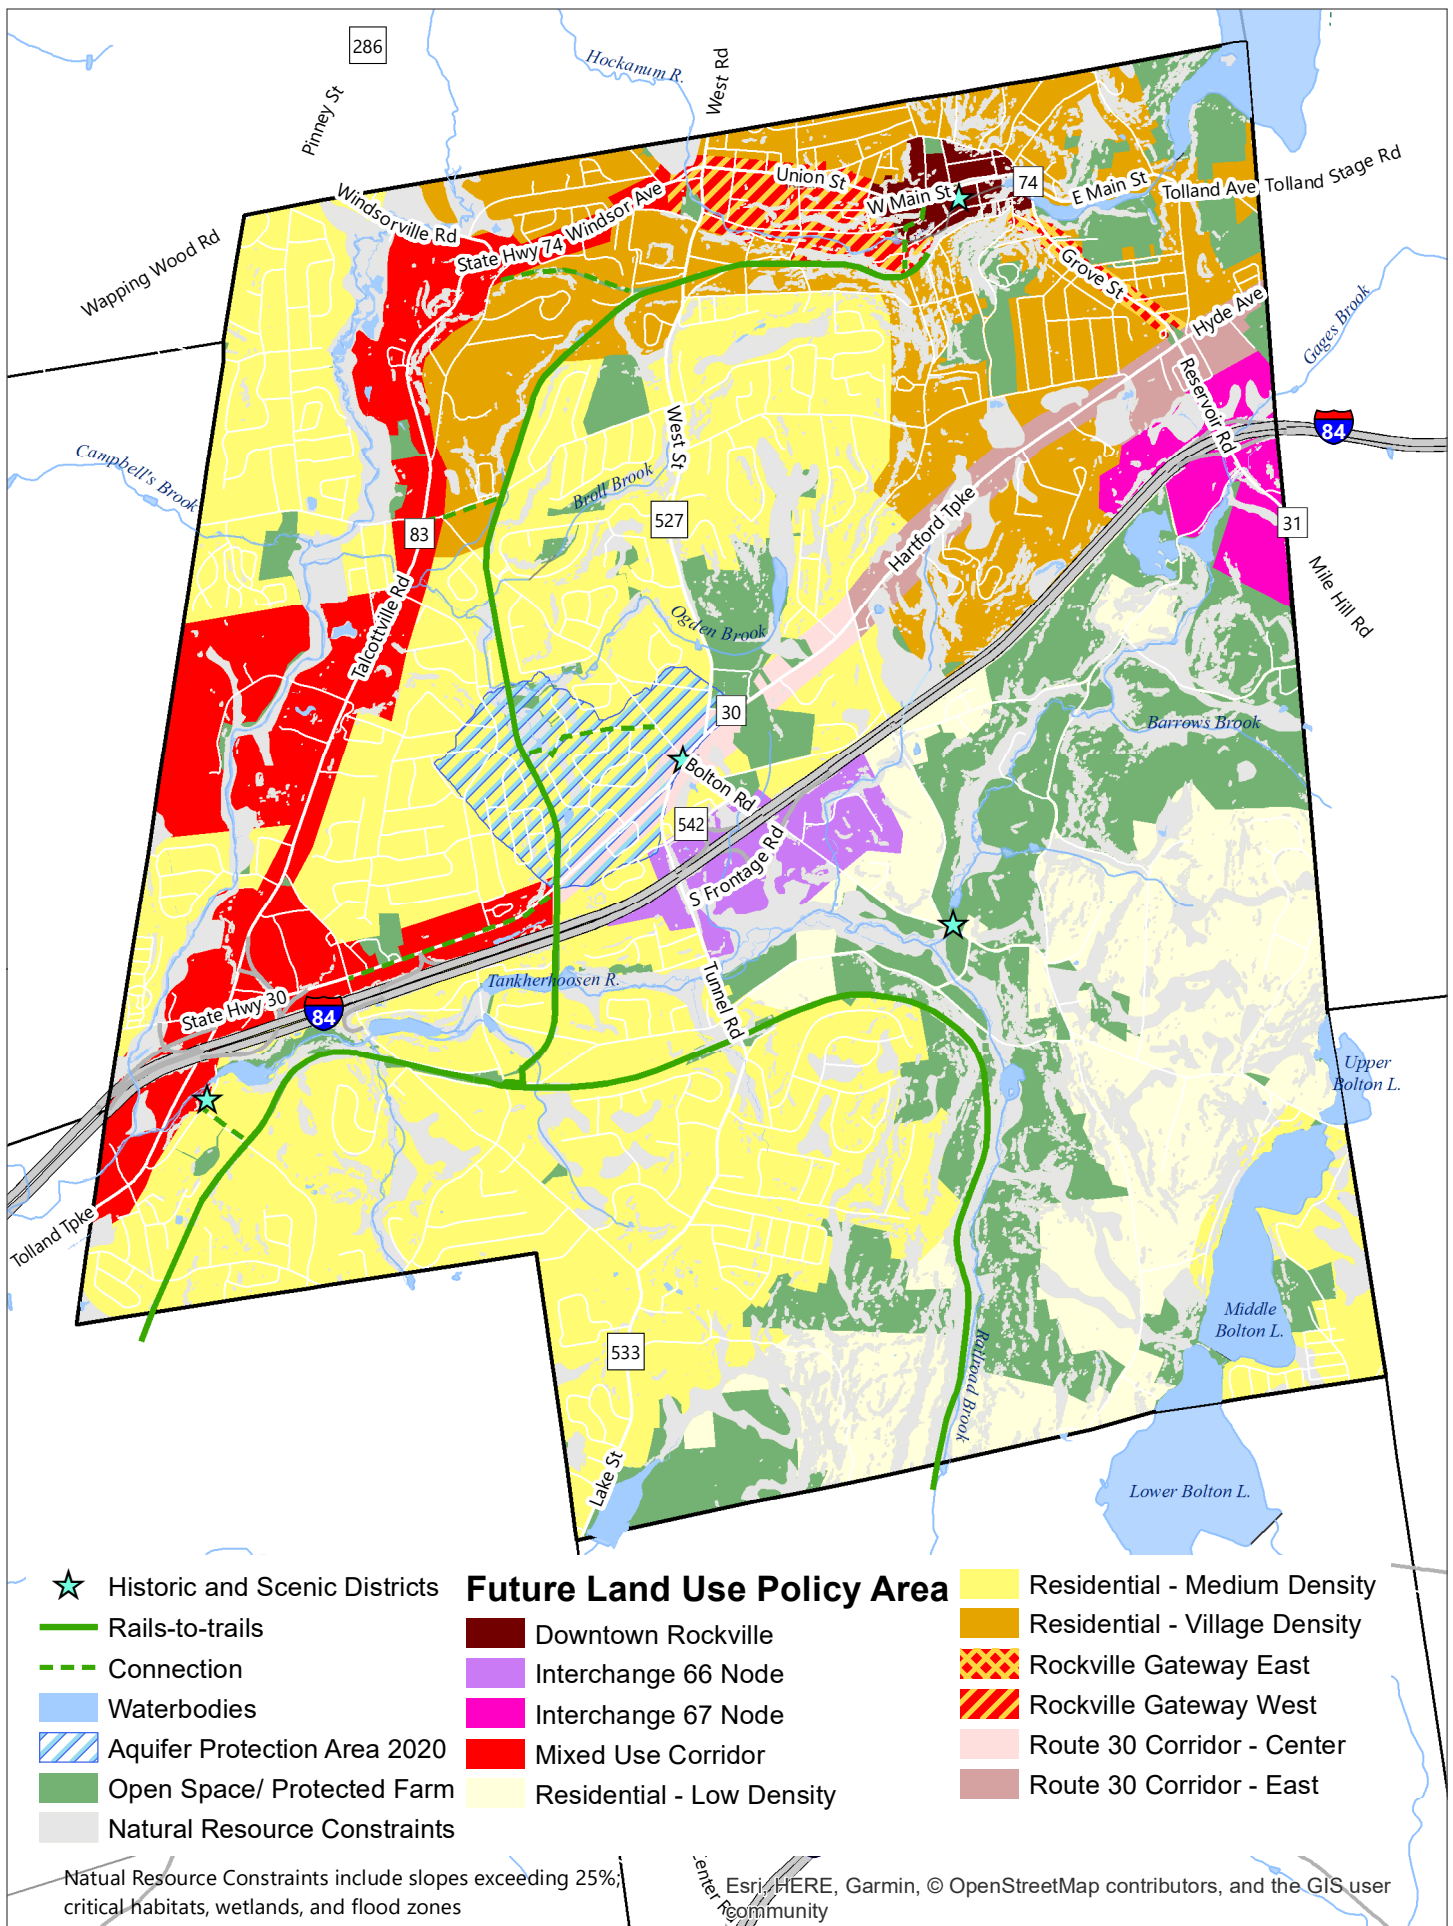 286
Pinney St
Hockanum R.
West Rd
Wapping Wood Rd
Windsorville Rd
State Hwy 74
Windsor Ave
Union St
W Main St
74
E Main St
Tolland Ave
Tolland Stage Rd
Grove St
Hyde Ave
Gages Brook
Reservoir Rd
84
Campbell's Brook
West St
Broll Brook
527
83
Hartford Tpke
31
Mile Hill Rd
Talcottville Rd
Ogden Brook
30
Barrows Brook
Bolton Rd
542
S Frontage Rd
Tankherhoosen R.
State Hwy 30
84
Tunnel Rd
Upper
Bolton L.
Tolland Tpke
Middle
Bolton L.
533
Railroad Brook
Lake St
Lower Bolton L.
Historic and Scenic Districts
Rails-to-trails
Connection
Waterbodies
Aquifer Protection Area 2020
Open Space/ Protected Farm
Natural Resource Constraints
Future Land Use Policy Area
Downtown Rockville
Interchange 66 Node
Interchange 67 Node
Mixed Use Corridor
Residential - Low Density
Residential - Medium Density
Residential - Village Density
Rockville Gateway East
Rockville Gateway West
Route 30 Corridor - Center
Route 30 Corridor - East
Natual Resource Constraints include slopes exceeding 25%;
critical habitats, wetlands, and flood zones
Esri, HERE, Garmin, © OpenStreetMap contributors, and the GIS user
community